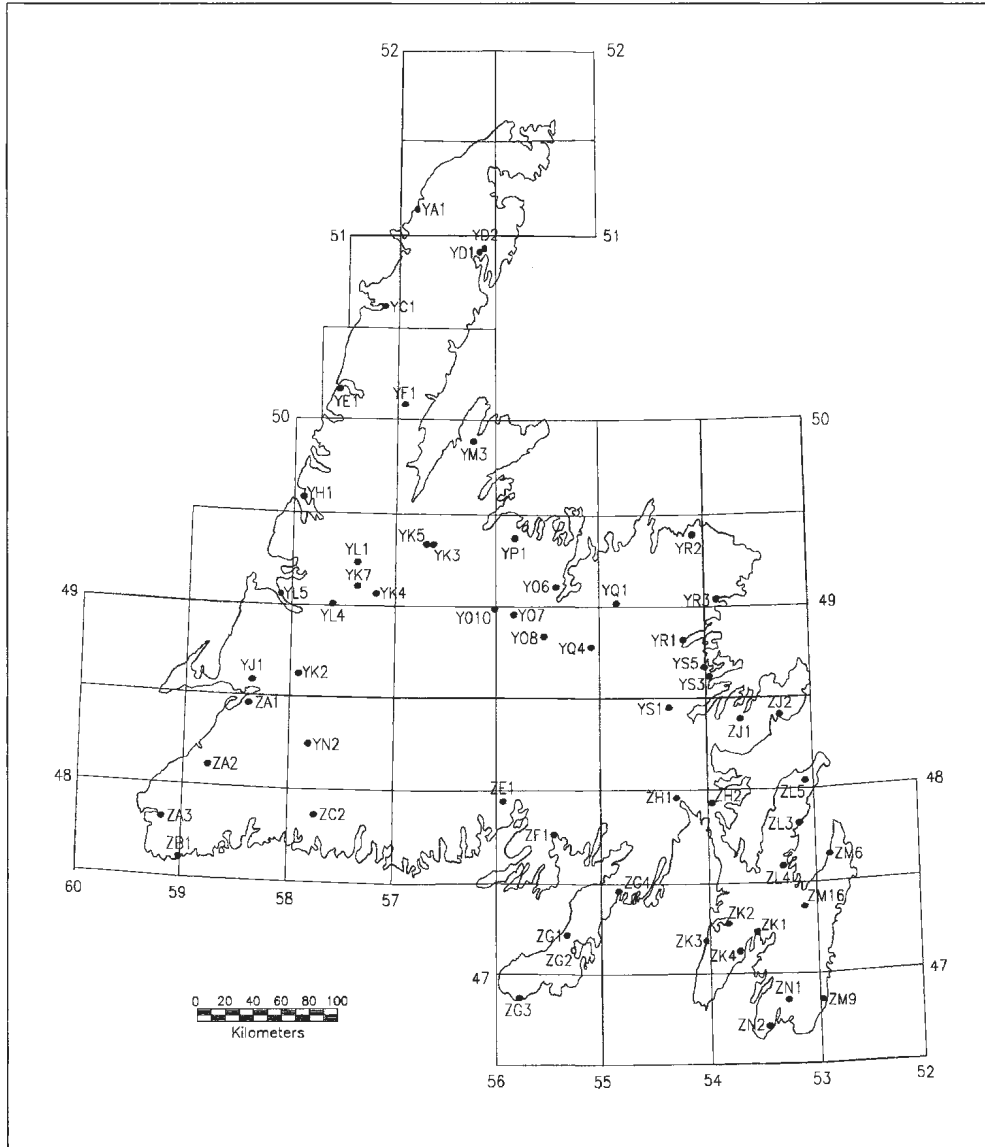 52 52
YA1
51 51
YD2
YD1
YC1
YE1
YF1
50 50
YM3
YH1
YK5
YK3
YP1
YR2
YL1
YK7
YK4
YL5
YL4
YO6
YQ1
YR3
49 49
YO10
YO7
YO8
YQ4
YR1
YS5
YS3
YJ1
YK2
ZA1
YS1
ZJ2
ZJ1
YN2
ZA2
48 48
ZL5
ZE1
ZH1
ZH2
ZA3
ZC2
ZL3
ZF1
ZB1
ZM6
ZL4
60 59 58 57
ZG4
ZM16
ZK2
ZK1
ZG1
ZK3
ZK4
ZG2
47 47
ZN1
ZM9
ZG3
ZN2
0 20 40 60 80 100
Kilometers
56 55 54 53 52